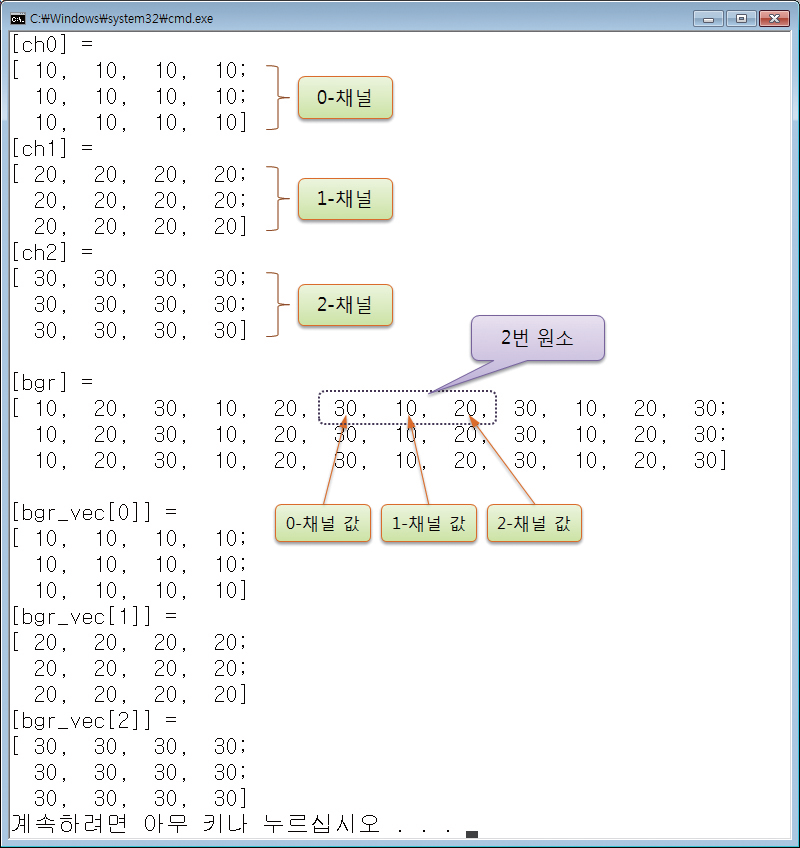 C:₩Windows₩system32₩cmd.exe
[ch0] =
[ 10, 10, 10, 10;
10, 10, 10, 10;
10, 10, 10, 10]
0-채널
[ch1] =
[ 20, 20, 20, 20;
20, 20, 20, 20;
20, 20, 20, 20]
1-채널
[ch2] =
[ 30, 30, 30, 30;
30, 30, 30, 30;
30, 30, 30, 30]
2-채널
2번 원소
[bgr] =
[ 10, 20, 30, 10, 20, 30, 10, 20, 30, 10, 20, 30;
10, 20, 30, 10, 20, 30, 10, 20, 30, 10, 20, 30;
10, 20, 30, 10, 20, 30, 10, 20, 30, 10, 20, 30]
0-채널 값
1-채널 값
2-채널 값
[bgr_vec[0]] =
[ 10, 10, 10, 10;
10, 10, 10, 10;
10, 10, 10, 10]
[bgr_vec[1]] =
[ 20, 20, 20, 20;
20, 20, 20, 20;
20, 20, 20, 20]
[bgr_vec[2]] =
[ 30, 30, 30, 30;
30, 30, 30, 30;
30, 30, 30, 30]
계속하려면 아무 키나 누르십시오 . . .